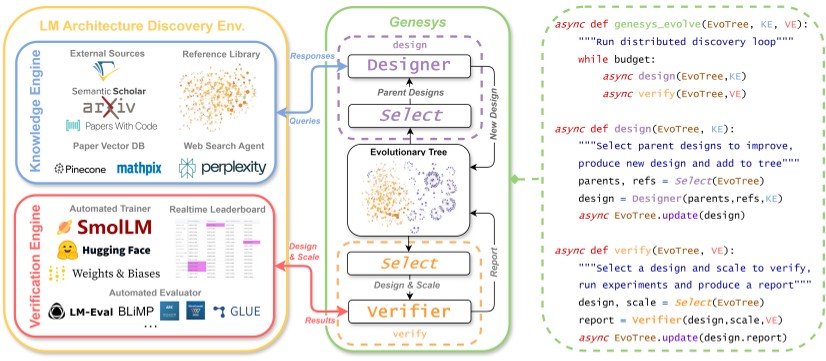 LM Architecture Discovery Env.
Knowledge Engine
External Sources
Semantic Scholar
arXiv
Papers With Code
Reference Library
Paper Vector DB
Web Search Agent
Pinecone
mathpix
perplexity
Verification Engine
Automated Trainer
SmolLM
Hugging Face
Weights & Biases
Realtime Leaderboard
Automated Evaluator
LM-Eval
BLiMP
GLUE
...
Responses
Queries
Design
& Scale
Results
Genesys
design
Designer
Parent Designs
Select
New Design
Evolutionary Tree
Select
Design & Scale
Verifier
verify
Report
async def genesys_evolve(EvoTree, KE, VE):
"""Run distributed discovery loop"""
while budget:
async design(EvoTree,KE)
async verify(EvoTree,VE)
async def design(EvoTree, KE):
"""Select parent designs to improve,
produce new design and add to tree"""
parents, refs = Select(EvoTree)
design = Designer(parents,refs,KE)
async EvoTree.update(design)
async def verify(EvoTree, VE):
"""Select a design and scale to verify,
run experiments and produce a report"""
design, scale = Select(EvoTree)
report = Verifier(design,scale,VE)
async EvoTree.update(design.report)